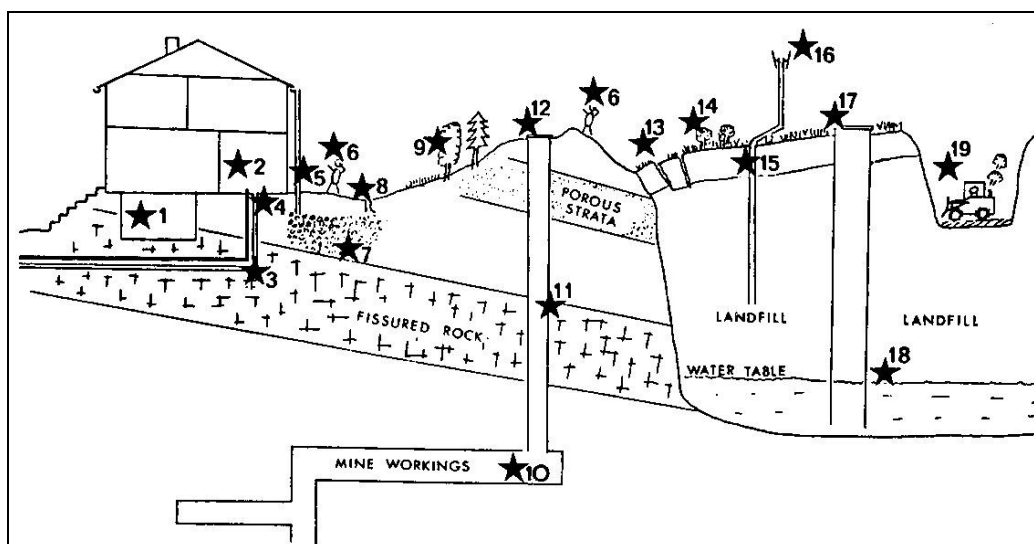 16
6
12
17
14
13
6
9
19
2
5
15
8
4
POROUS
STRATA
1
7
3
11
FISSURED ROCK
LANDFILL
LANDFILL
WATER TABLE
18
MINE WORKINGS
10